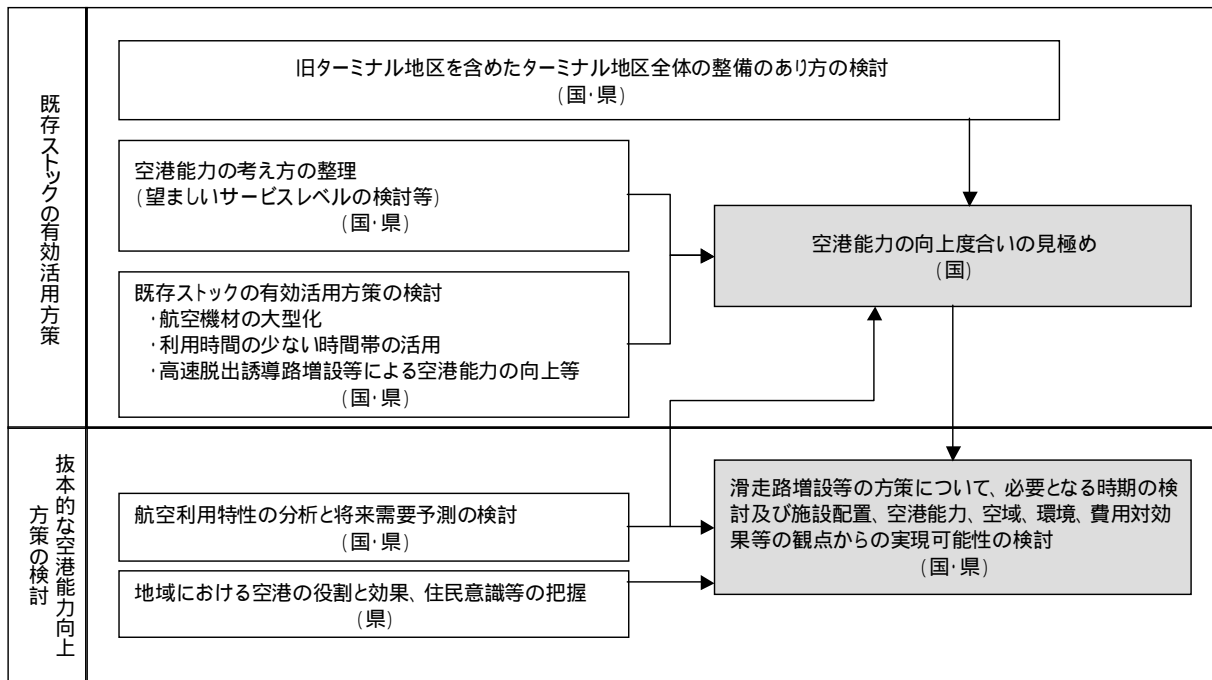 既存ストックの有効活用方策
旧ターミナル地区を含めたターミナル地区全体の整備のあり方の検討
(国・県)
空港能力の考え方の整理
(望ましいサービスレベルの検討等)
(国・県)
既存ストックの有効活用方策の検討
・航空機材の大型化
・利用時間の少ない時間帯の活用
・高速脱出誘導路増設等による空港能力の向上等
(国・県)
空港能力の向上度合いの見極め
(国)
抜本的な空港能力向上
方策の検討
航空利用特性の分析と将来需要予測の検討
(国・県)
地域における空港の役割と効果、住民意識等の把握
(県)
滑走路増設等の方策について、必要となる時期の検
討及び施設配置、空港能力、空域、環境、費用対効
果等の観点からの実現可能性の検討
(国・県)